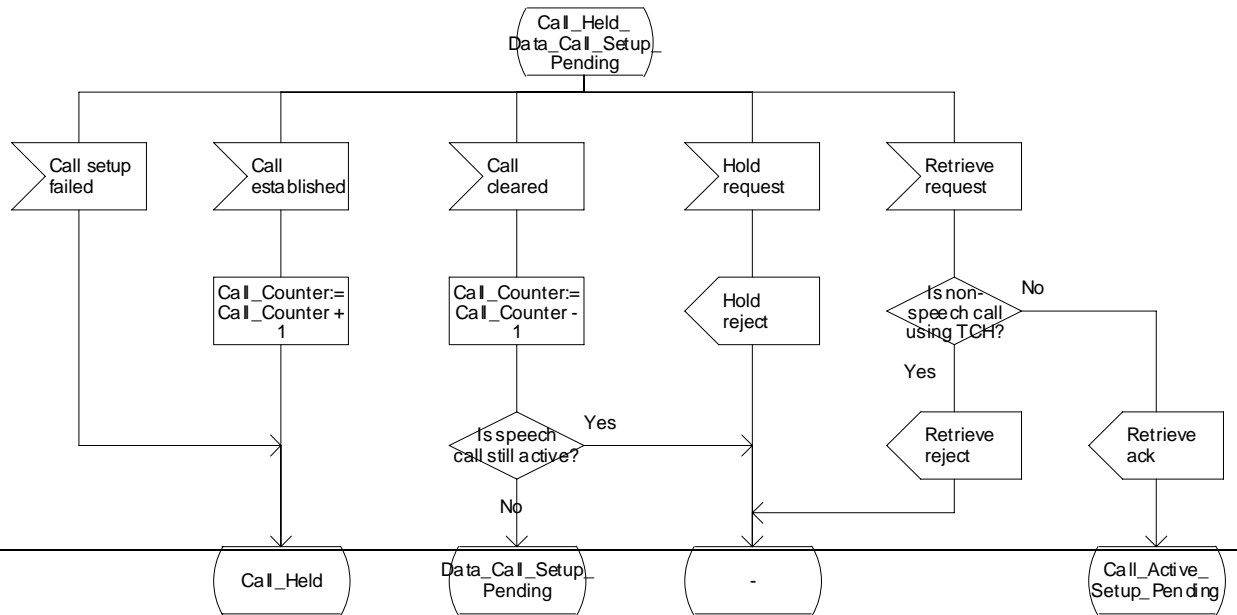 Call_Held_
Data_Call_Setup_
Pending
Call setup
failed
Call
established
Call
cleared
Hold
request
Retrieve
request
Call_Counter:=
Call_Counter +
1
Call_Counter:=
Call_Counter -
1
Hold
reject
Is non-
speech call
using TCH?
No
Yes
Is speech
call still active?
Yes
No
Retrieve
reject
Retrieve
ack
Call_Held
Data_Call_Setup_
Pending
-
Call_Active_
Setup_Pending